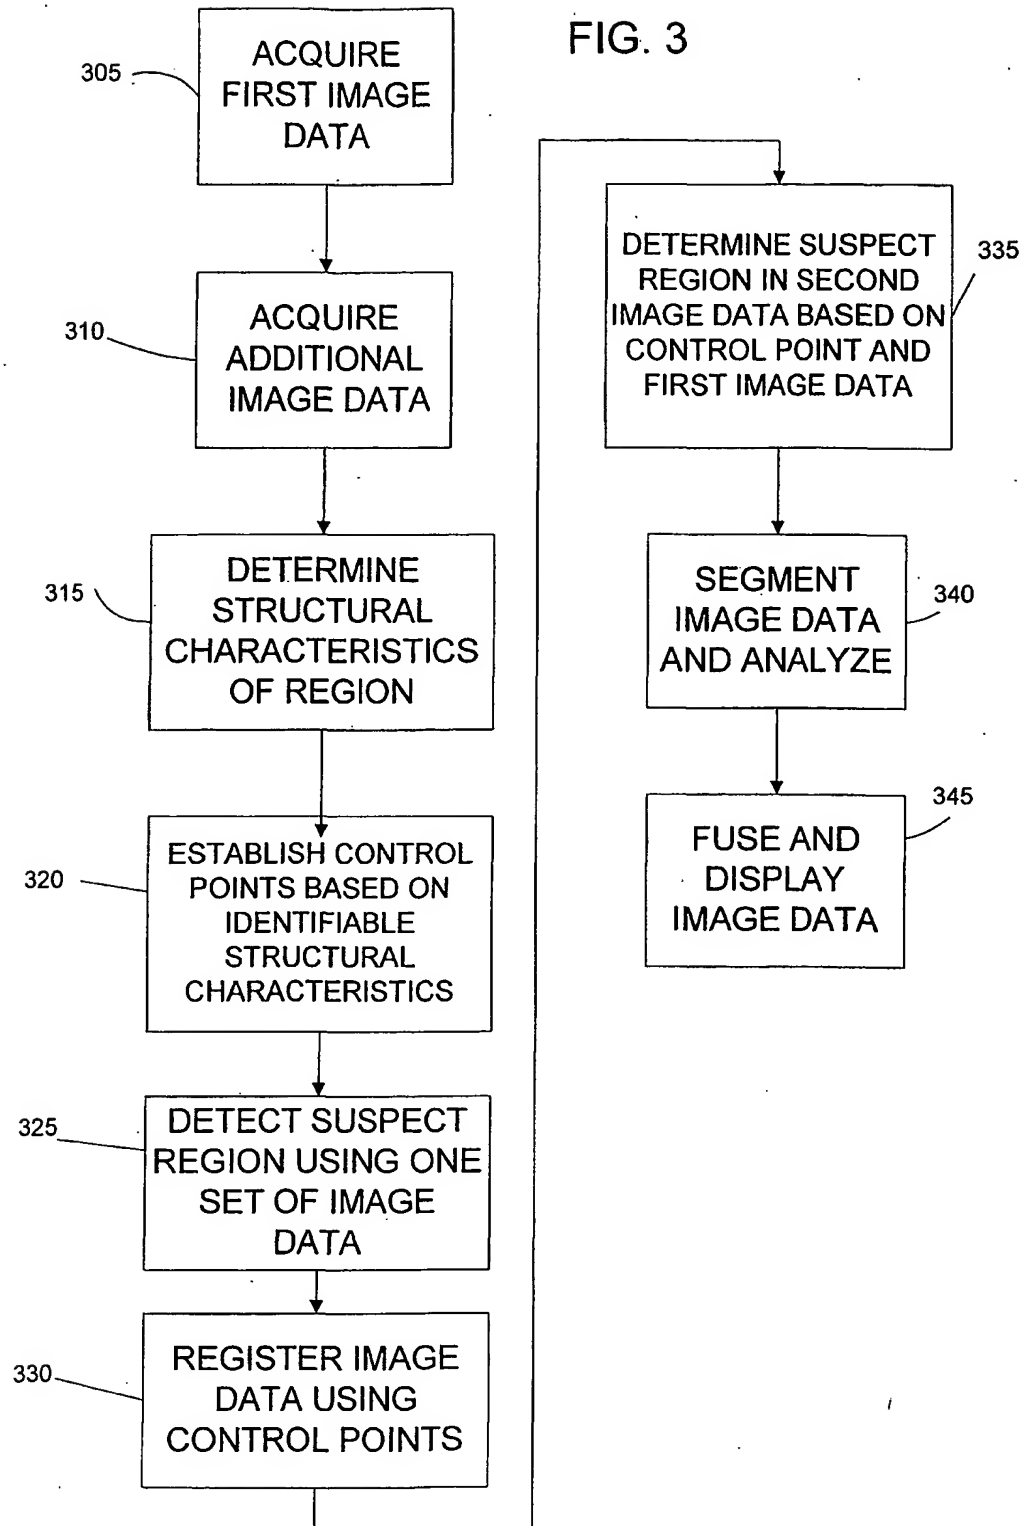 FIG. 3
305
ACQUIRE
FIRST IMAGE
DATA
310
ACQUIRE
ADDITIONAL
IMAGE DATA
315
DETERMINE
STRUCTURAL
CHARACTERISTICS
OF REGION
320
ESTABLISH CONTROL
POINTS BASED ON
IDENTIFIABLE
STRUCTURAL
CHARACTERISTICS
325
DETECT SUSPECT
REGION USING ONE
SET OF IMAGE
DATA
330
REGISTER IMAGE
DATA USING
CONTROL POINTS
335
DETERMINE SUSPECT
REGION IN SECOND
IMAGE DATA BASED ON
CONTROL POINT AND
FIRST IMAGE DATA
340
SEGMENT
IMAGE DATA
AND ANALYZE
345
FUSE AND
DISPLAY
IMAGE DATA